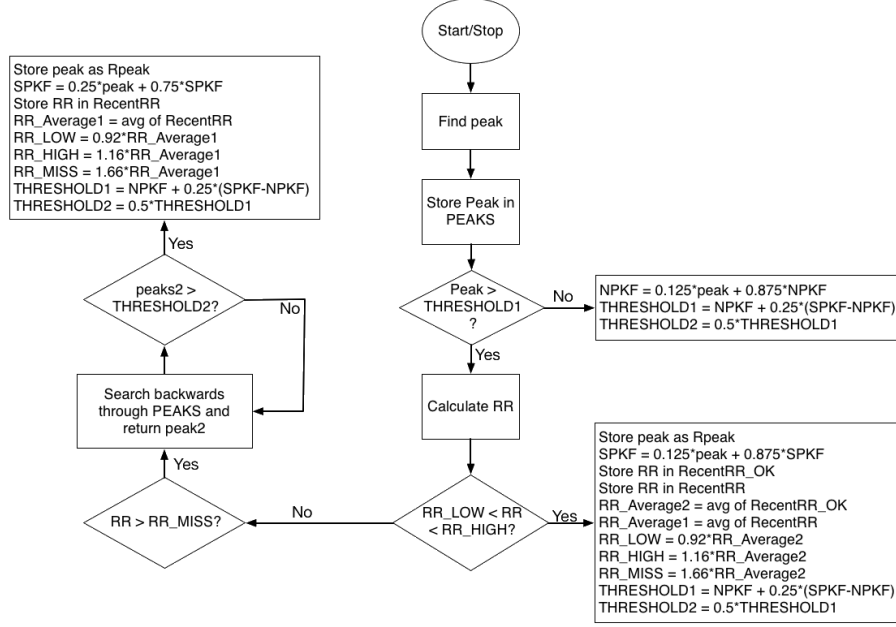 Start/Stop
Find peak
Store Peak in
PEAKS
Peak >
THRESHOLD1
?
No
NPKF = 0.125*peak + 0.875*NPKF
THRESHOLD1 = NPKF + 0.25*(SPKF-NPKF)
THRESHOLD2 = 0.5*THRESHOLD1
Yes
Calculate RR
RR_LOW < RR
< RR_HIGH?
Yes
Store peak as Rpeak
SPKF = 0.125*peak + 0.875*SPKF
Store RR in RecentRR_OK
Store RR in RecentRR
RR_Average2 = avg of RecentRR_OK
RR_Average1 = avg of RecentRR
RR_LOW = 0.92*RR_Average2
RR_HIGH = 1.16*RR_Average2
RR_MISS = 1.66*RR_Average2
THRESHOLD1 = NPKF + 0.25*(SPKF-NPKF)
THRESHOLD2 = 0.5*THRESHOLD1
No
RR > RR_MISS?
Yes
Search backwards
through PEAKS and
return peak2
peaks2 >
THRESHOLD2?
No
Yes
Store peak as Rpeak
SPKF = 0.25*peak + 0.75*SPKF
Store RR in RecentRR
RR_Average1 = avg of RecentRR
RR_LOW = 0.92*RR_Average1
RR_HIGH = 1.16*RR_Average1
RR_MISS = 1.66*RR_Average1
THRESHOLD1 = NPKF + 0.25*(SPKF-NPKF)
THRESHOLD2 = 0.5*THRESHOLD1